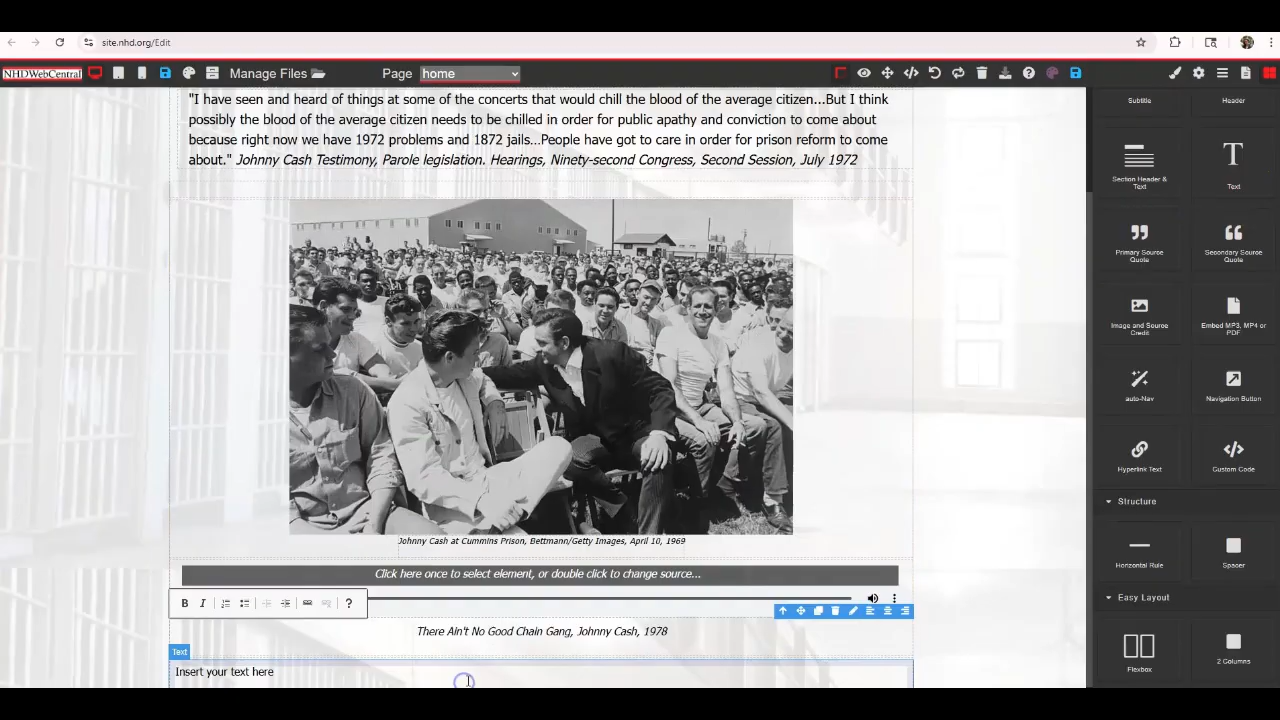 site.nhd.org/Edit
NHDWebCentral
Manage Files
Page
home
"I have seen and heard of things at some of the concerts that would chill the blood of the average citizen...But I think
possibly the blood of the average citizen needs to be chilled in order for public apathy and conviction to come about
because right now we have 1972 problems and 1872 jails...People have got to care in order for prison reform to come
about." Johnny Cash Testimony, Parole legislation. Hearings, Ninety-second Congress, Second Session, July 1972
Johnny Cash at Cummins Prison, Bettmann/Getty Images, April 10, 1969
Click here once to select element, or double click to change source...
B I ?
There Ain't No Good Chain Gang, Johnny Cash, 1978
Text
Insert your text here
Subtitle
Header
Section Header &
Text
Text
Primary Source
Quote
Secondary Source
Quote
Image and Source
Credit
Embed MP3, MP4 or
PDF
auto-Nav
Navigation Button
Hyperlink Text
Custom Code
Structure
Horizontal Rule
Spacer
Easy Layout
Flexbox
2 Columns